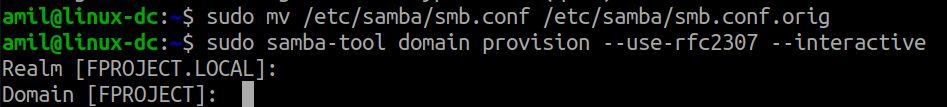 amil@linux-dc:~$ sudo mv /etc/samba/smb.conf /etc/samba/smb.conf.orig
amil@linux-dc:~$ sudo samba-tool domain provision --use-rfc2307 --interactive
Realm [FPROJECT.LOCAL]:
Domain [FPROJECT]: